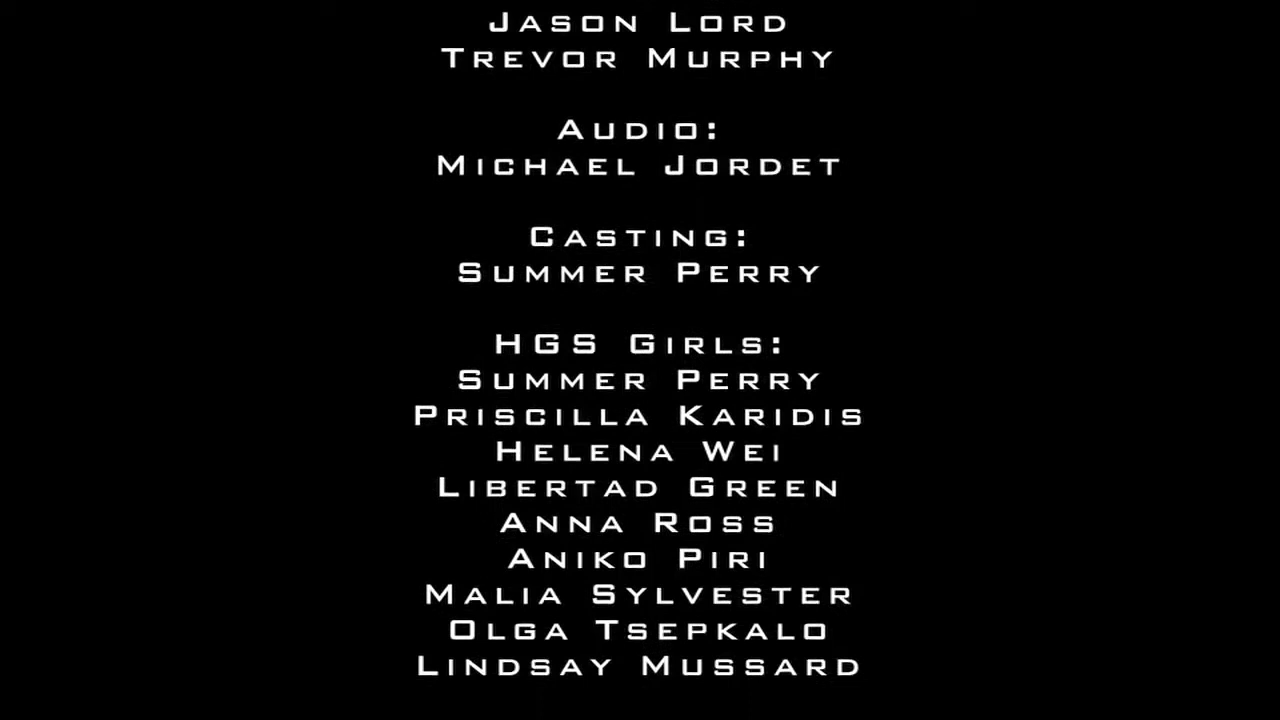 Jason Lord
Trevor Murphy
Audio:
Michael Jordet
Casting:
Summer Perry
HGS Girls:
Summer Perry
Priscilla Karidis
Helena Wei
Libertad Green
Anna Ross
Aniko Piri
Malia Sylvester
Olga Tsepkalo
Lindsay Mussard